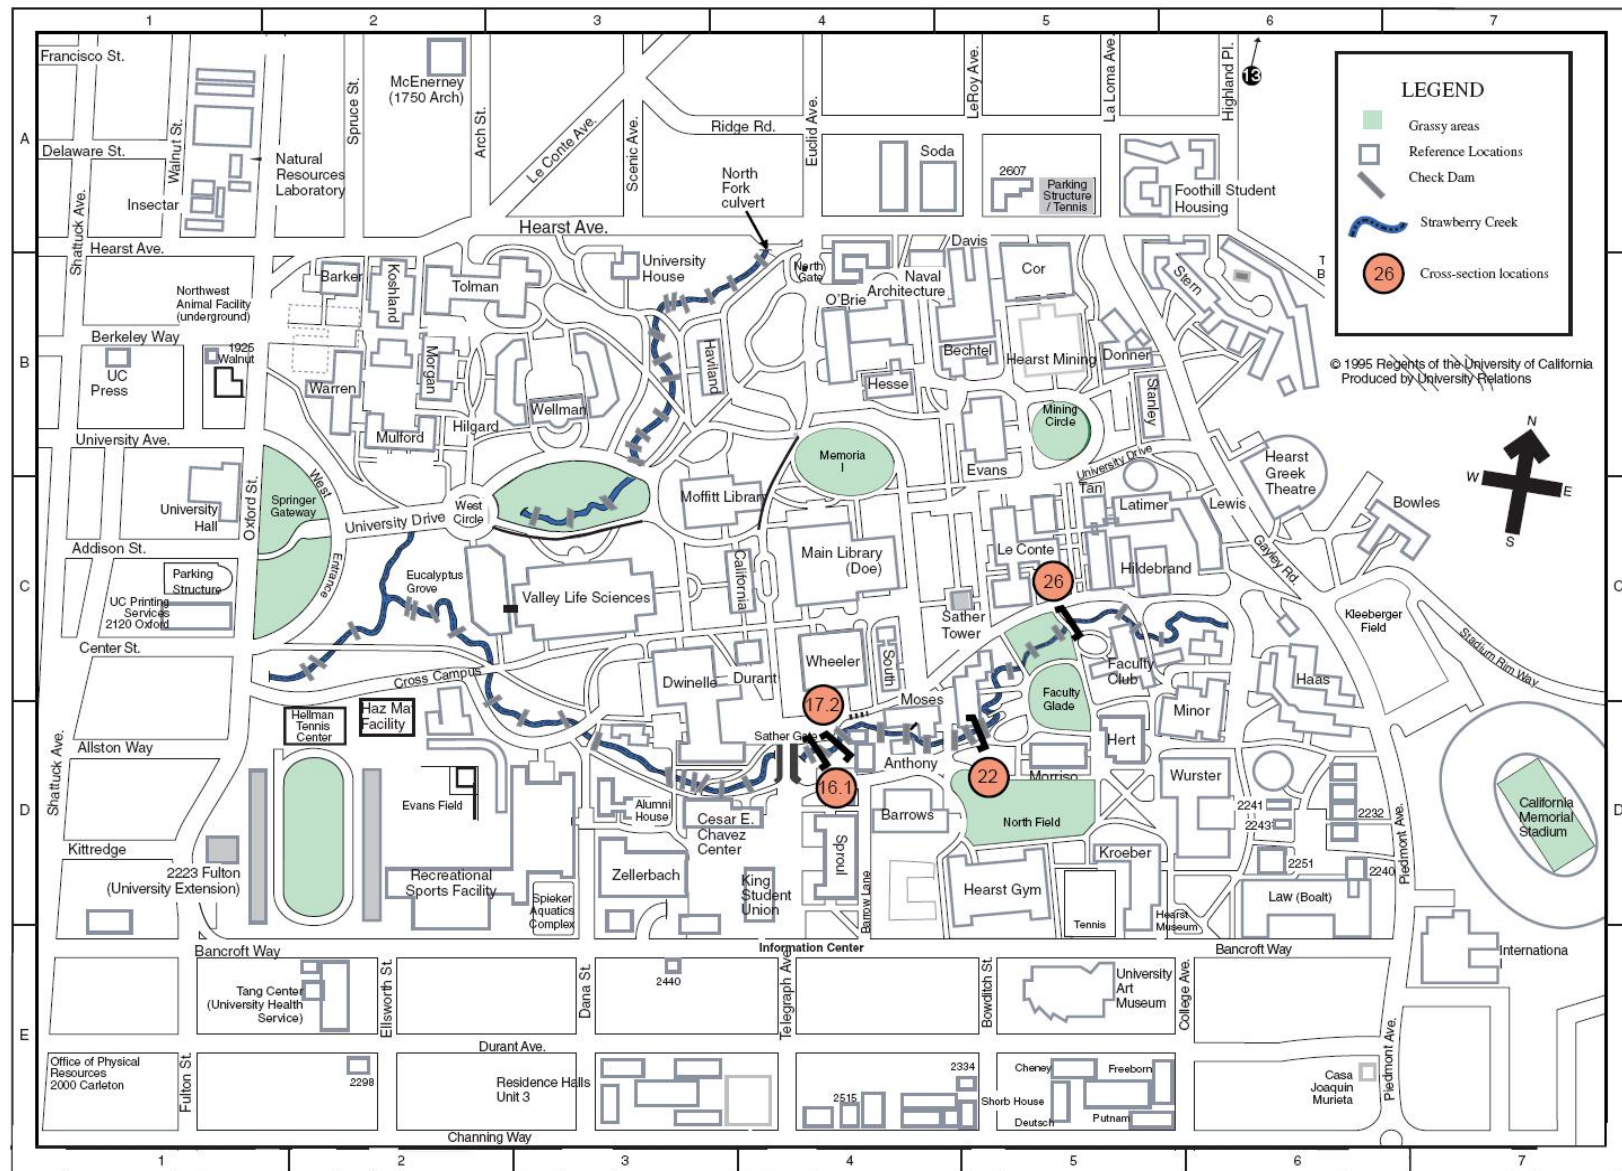 1 2 3 4 5 6 7
Francisco St.
McEnerney
(1750 Arch)
13
Highland Pl.
La Loma Ave.
LeRoy Ave.
Euclid Ave.
Scenic Ave.
Le Conte Ave.
Arch St.
Spruce St.
Walnut St.
Shattuck Ave.
Ridge Rd.
A
Delaware St.
Natural
Resources
Laboratory
Insectar
North
Fork
culvert
Soda
2607
Parking
Structure
/ Tennis
Foothill Student
Housing
LEGEND
Grassy areas
Reference Locations
Check Dam
Strawberry Creek
26
Cross-section locations
© 1995 Regents of the University of California
Produced by University Relations
Hearst Ave.
Hearst Ave.
Davis
Barker
Koshland
Tolman
University
House
North
Gate
Naval
Architecture
O'Brie
Cor
Stern
T
B
Northwest
Animal Facility
(underground)
B
Berkeley Way
1925
Walnut
UC
Press
Warren
Morgan
Wellman
Haviland
Bechtel
Hearst Mining
Donner
Hesse
Stanley
Mulford
Hilgard
Mining
Circle
University Ave.
Memoria
l
Evans
University Drive
Hearst
Greek
Theatre
N
W
E
S
University
Hall
Oxford St.
Springer
Gateway
West
Entrance
University Drive
West
Circle
Moffitt Library
Tan
Latimer
Lewis
Bowles
Addison St.
Parking
Structure
UC Printing
Services
2120 Oxford
Eucalyptus
Grove
Valley Life Sciences
California
Main Library
(Doe)
Le Conte
Hildebrand
Gayley Rd.
C
C
26
Sather
Tower
Kleeberger
Field
Stadium Rim Way
Center St.
Cross Campus
Dwinelle
Durant
Wheeler
South
Faculty
Club
Haas
Faculty
Glade
Minor
Moses
17.2
Hellman
Tennis
Center
Haz Ma
Facility
Sather Gate
Anthony
Hert
Allston Way
Shattuck Ave.
16.1
22
Morriso
Wurster
D
D
Evans Field
Alumni
House
Cesar E.
Chavez
Center
Barrows
North Field
2241
2243
2232
Piedmont Ave.
California
Memorial
Stadium
Kittredge
2223 Fulton
(University Extension)
Recreational
Sports Facility
Zellerbach
Sproul
Kroeber
2251
2240
Spieker
Aquatics
Complex
King
Student
Union
Barrow Lane
Hearst Gym
Tennis
Hearst
Museum
Law (Boalt)
Bancroft Way
Information Center
Bancroft Way
Internationa
l
Tang Center
(University Health
Service)
Ellsworth St.
Dana St.
2440
Telegraph Ave.
Bowditch St.
University
Art
Museum
College Ave.
E
E
Durant Ave.
Office of Physical
Resources
2000 Carleton
Fulton St.
2298
Residence Halls
Unit 3
2515
2334
Cheney
Freeborn
Shorb House
Deutsch
Putnam
Casa
Joaquin
Murieta
Piedmont Ave.
Channing Way
1 2 3 4 5 6 7